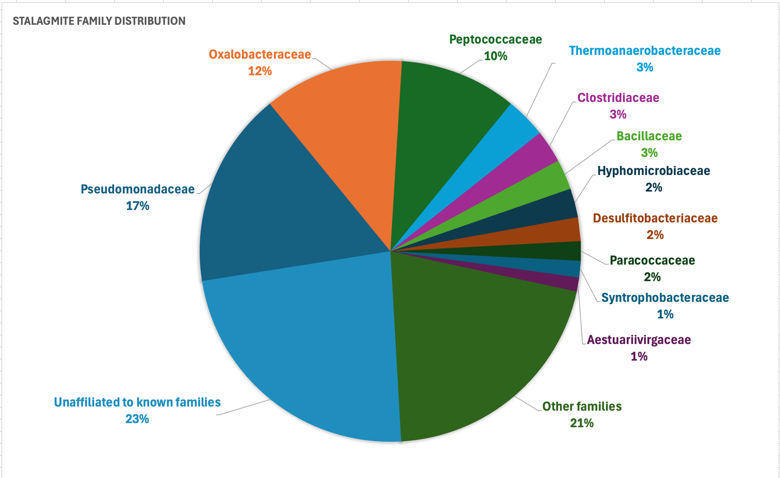 STALAGMITE FAMILY DISTRIBUTION
Peptococcaceae
10%
Thermoanaerobacteraceae
3%
Clostridiaceae
3%
Bacillaceae
3%
Hyphomicrobiaceae
2%
Desulfitobacteriaceae
2%
Paracoccaceae
2%
Syntrophobacteraceae
1%
Aestuariivirgaceae
1%
Other families
21%
Unaffiliated to known families
23%
Pseudomonadaceae
17%
Oxalobacteraceae
12%